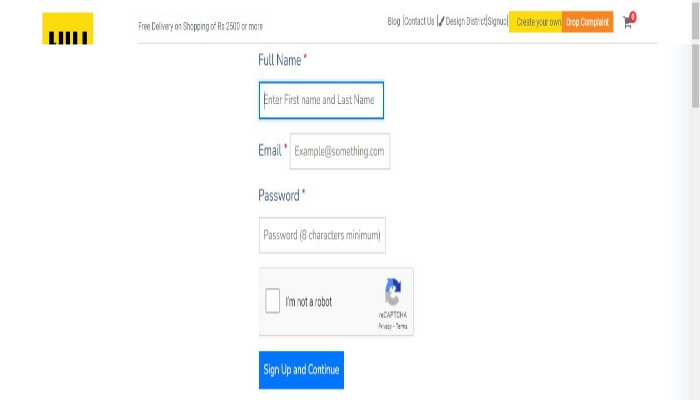 Free Delivery on Shopping of Rs 2500 or more
Blog |Contact Us | Design District|Signup| Create your own Drop Complaint 0
Full Name *
Enter First name and Last Name
Email * Example@something.com
Password *
Password (8 characters minimum)
I'm not a robot
reCAPTCHA
Privacy - Terms
Sign Up and Continue